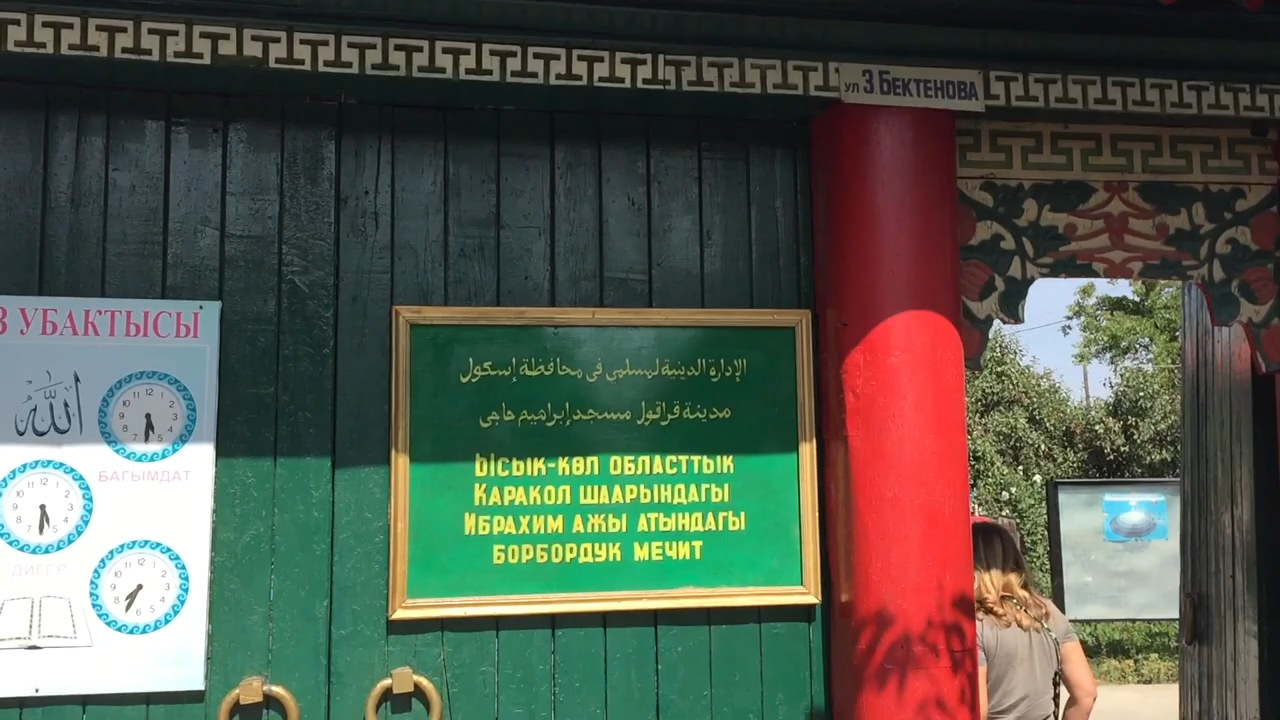 ул З.БЕКТЕНОВА
З УБАКТЫСЫ
الله
БАГЫМДАТ
ДИГЕР
الإدارة الدينية لمسلمي في محافظة إسكول
مدينة قراقول مسجد إبراهيم حاجي
ЫСЫК-КӨЛ ОБЛАСТТЫК
КАРАКОЛ ШААРЫНДАГЫ
ИБРАХИМ АЖЫ АТЫНДАГЫ
БОРБОРДУК МЕЧИТ